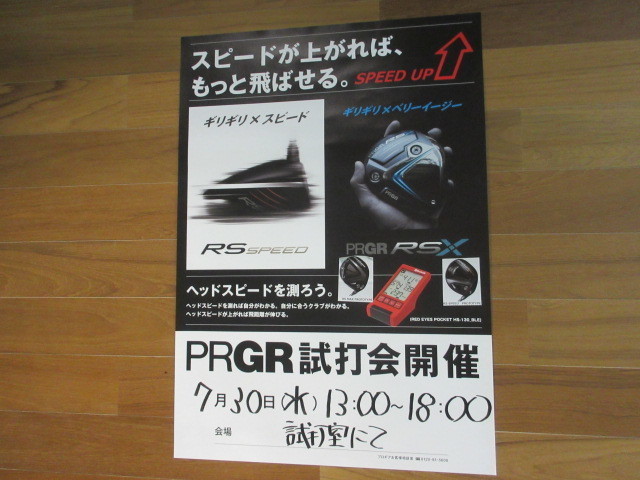 スピードが上がれば、
もっと飛ばせる。 SPEED UP
ギリギリ×スピード
ギリギリ×ベリーイージー
RS SPEED
PRGR RSX
ヘッドスピードを測ろう。
ヘッドスピードを測れば自分がわかる。自分に合うクラブがわかる。
ヘッドスピードが上がれば飛距離が伸びる。
(RED EYES POCKET HS-130_BLE)
PRGR 試打会開催
7月30日(水) 13:00~18:00
会場 試打室にて